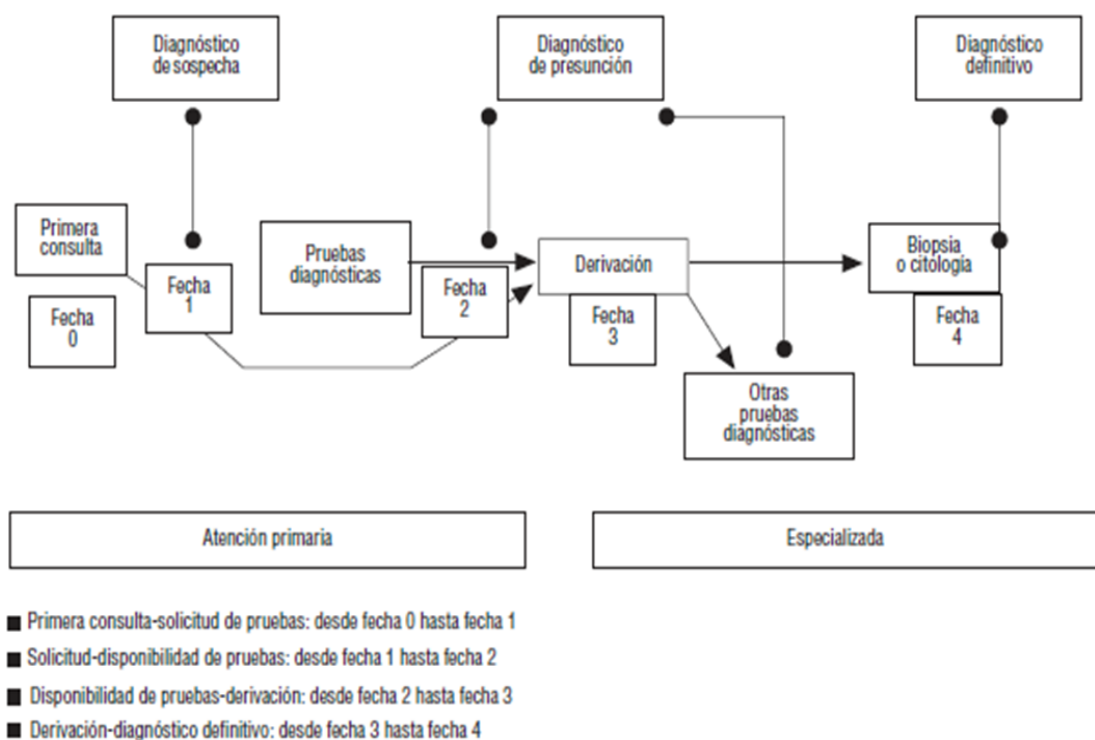 Diagnóstico
de sospecha
Diagnóstico
de presunción
Diagnóstico
definitivo
Primera
consulta
Fecha
0
Fecha
1
Pruebas
diagnósticas
Fecha
2
Derivación
Fecha
3
Biopsia
o citología
Fecha
4
Otras
pruebas
diagnósticas
Atención primaria
Especializada
Primera consulta-solicitud de pruebas: desde fecha 0 hasta fecha 1
Solicitud-disponibilidad de pruebas: desde fecha 1 hasta fecha 2
Disponibilidad de pruebas-derivación: desde fecha 2 hasta fecha 3
Derivación-diagnóstico definitivo: desde fecha 3 hasta fecha 4